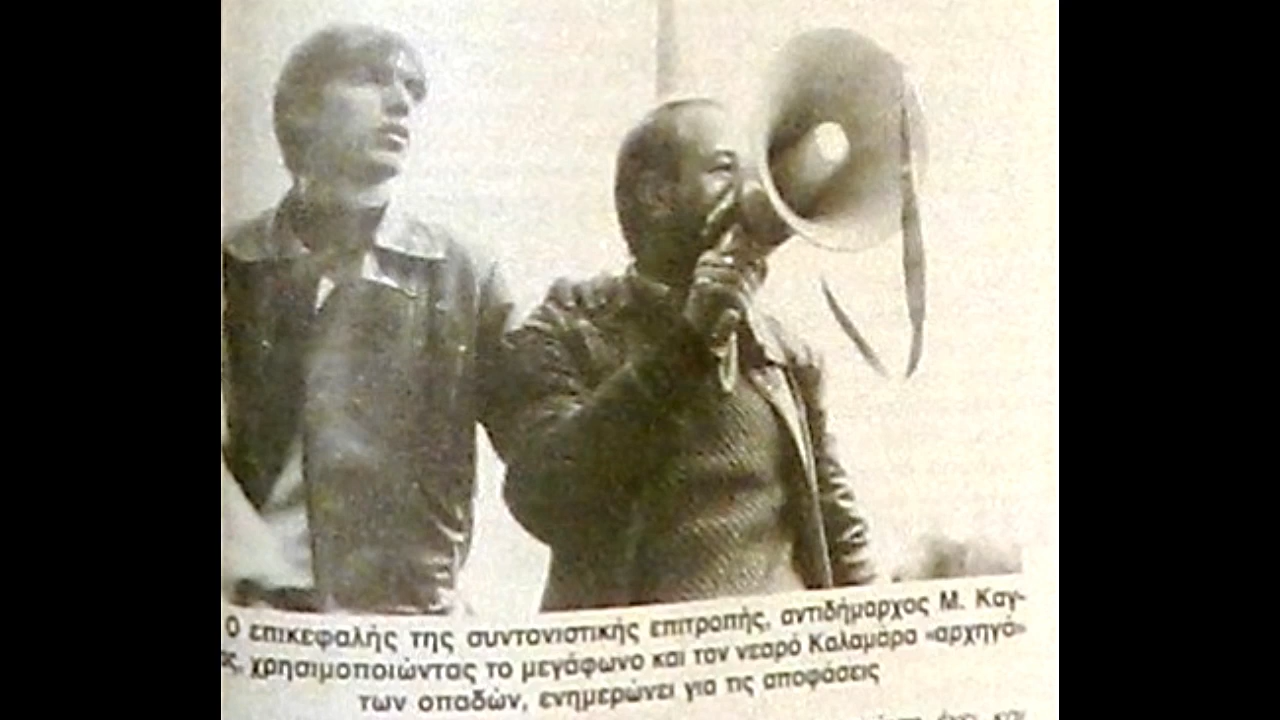 Ο επικεφαλής της συντονιστικής επιτροπής, αντιδήμαρχος Μ. Καγ-
ς, χρησιμοποιώντας το μεγάφωνο και τον νεαρό Καλαμάρα «αρχηγό»
των οπαδών, ενημερώνει για τις αποφάσεις